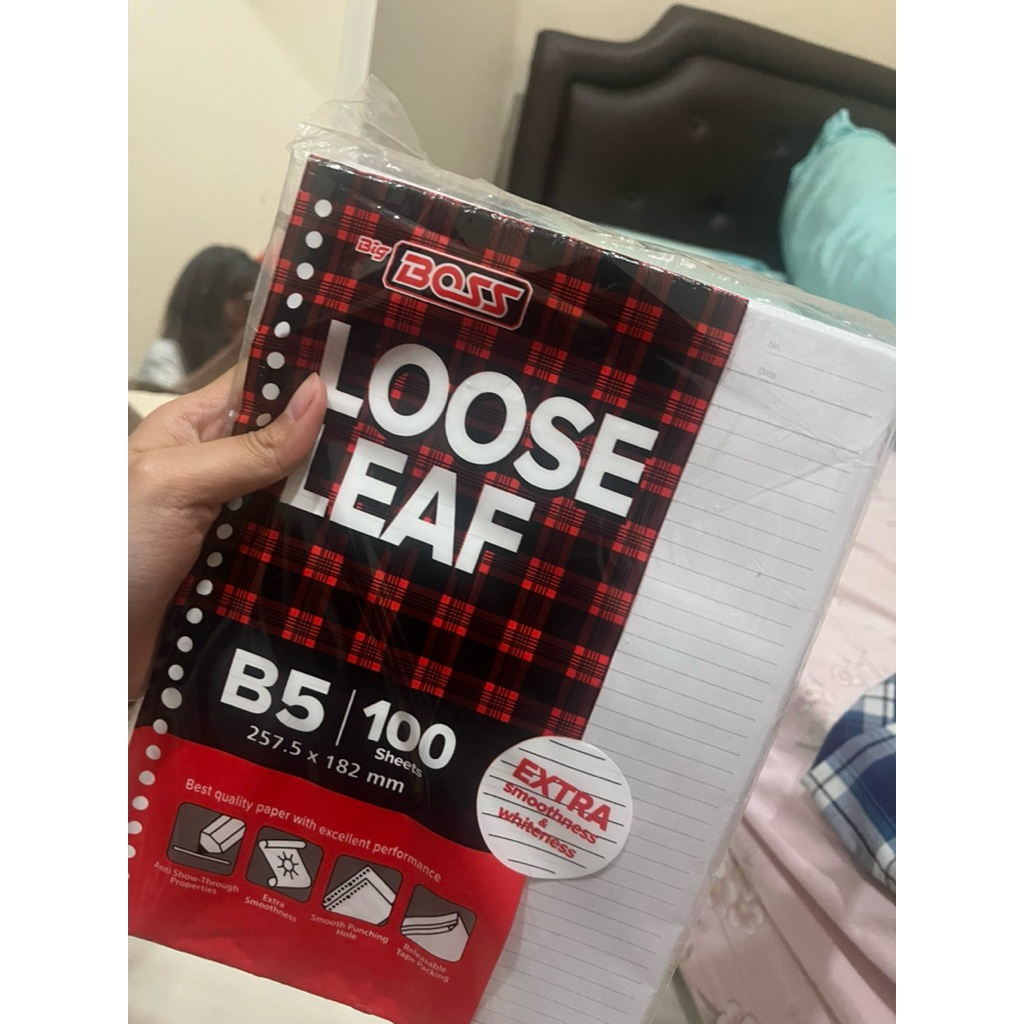 Big BOSS
LOOSE
LEAF
B5 | 100
Sheets
257.5 x 182 mm
Best quality paper with excellent performance
Anti Show-Through
Properties
Extra
Smoothness
Smooth Punching
Hole
Releasable
Tape Packing
EXTRA
smoothness
&
whiteness
No.
Date